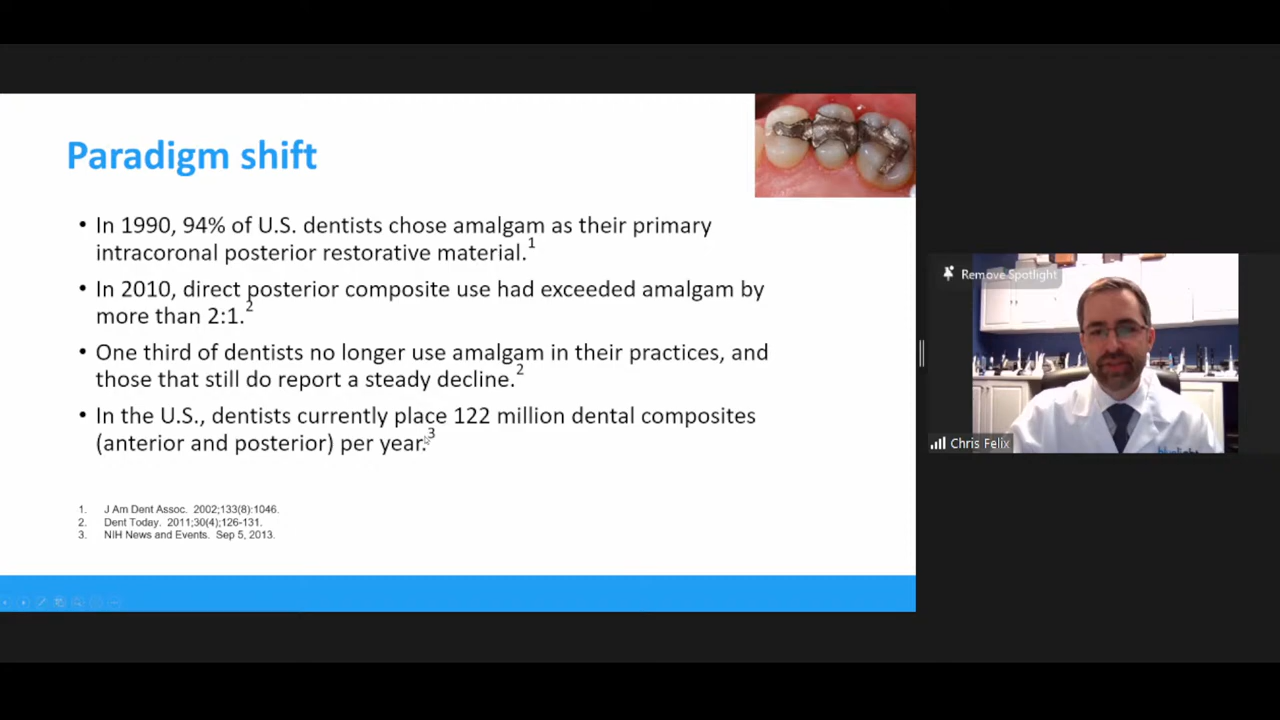 Paradigm shift
• In 1990, 94% of U.S. dentists chose amalgam as their primary
intracoronal posterior restorative material.1
• In 2010, direct posterior composite use had exceeded amalgam by
more than 2:1.2
• One third of dentists no longer use amalgam in their practices, and
those that still do report a steady decline.2
• In the U.S., dentists currently place 122 million dental composites
(anterior and posterior) per year.3
1. J Am Dent Assoc. 2002;133(8):1046.
2. Dent Today. 2011;30(4);126-131.
3. NIH News and Events. Sep 5, 2013.
Remove Spotlight
Chris Felix